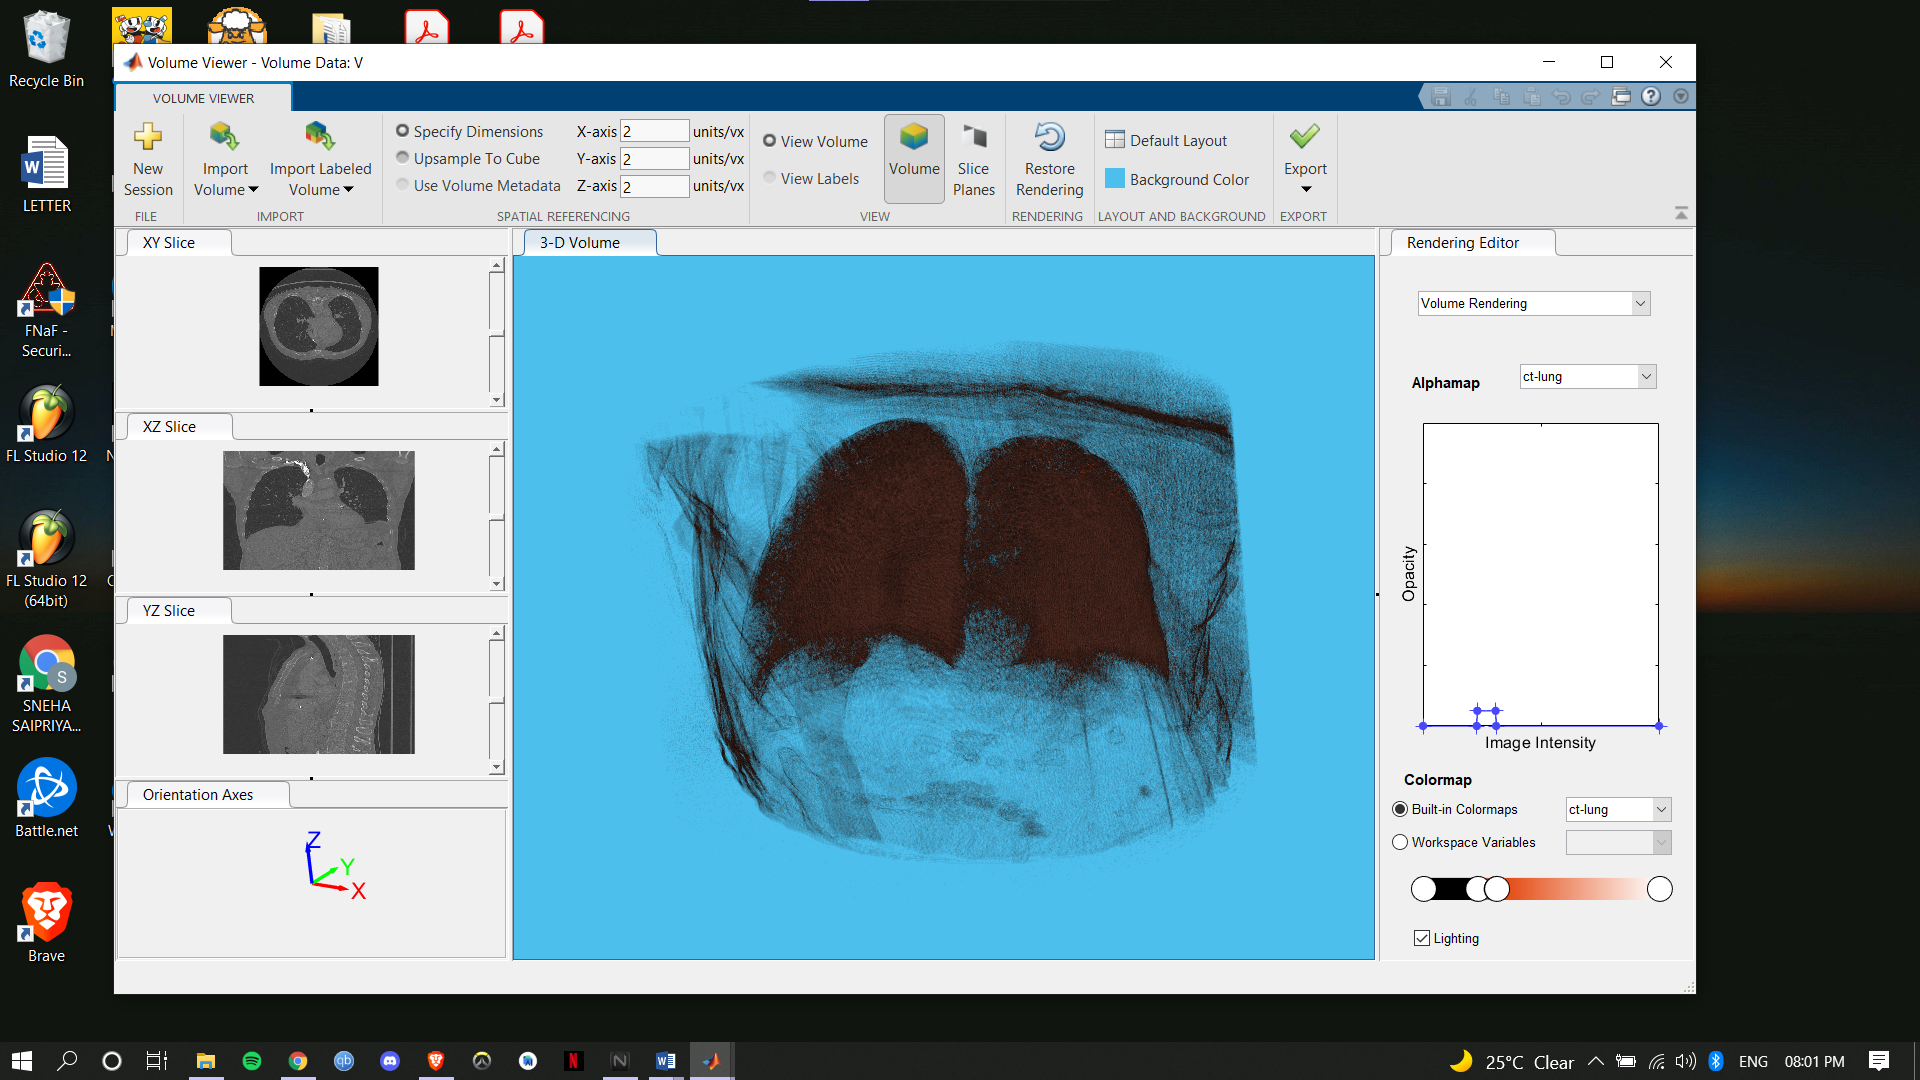 Recycle Bin
LETTER
FNaF -
Securi...
FL Studio 12
FL Studio 12
(64bit)
SNEHA
SAIPRIYA...
Battle.net
Brave
Volume Viewer - Volume Data: V
VOLUME VIEWER
New
Session
FILE
Import
Volume
Import Labeled
Volume
IMPORT
Specify Dimensions
Upsample To Cube
Use Volume Metadata
X-axis 2 units/vx
Y-axis 2 units/vx
Z-axis 2 units/vx
SPATIAL REFERENCING
View Volume
View Labels
Volume
Slice
Planes
VIEW
Restore
Rendering
RENDERING
Default Layout
Background Color
LAYOUT AND BACKGROUND
Export
EXPORT
XY Slice
XZ Slice
YZ Slice
Orientation Axes
Z
Y
X
3-D Volume
Rendering Editor
Volume Rendering
Alphamap
ct-lung
Opacity
Image Intensity
Colormap
Built-in Colormaps
ct-lung
Workspace Variables
Lighting
25°C Clear
ENG
08:01 PM